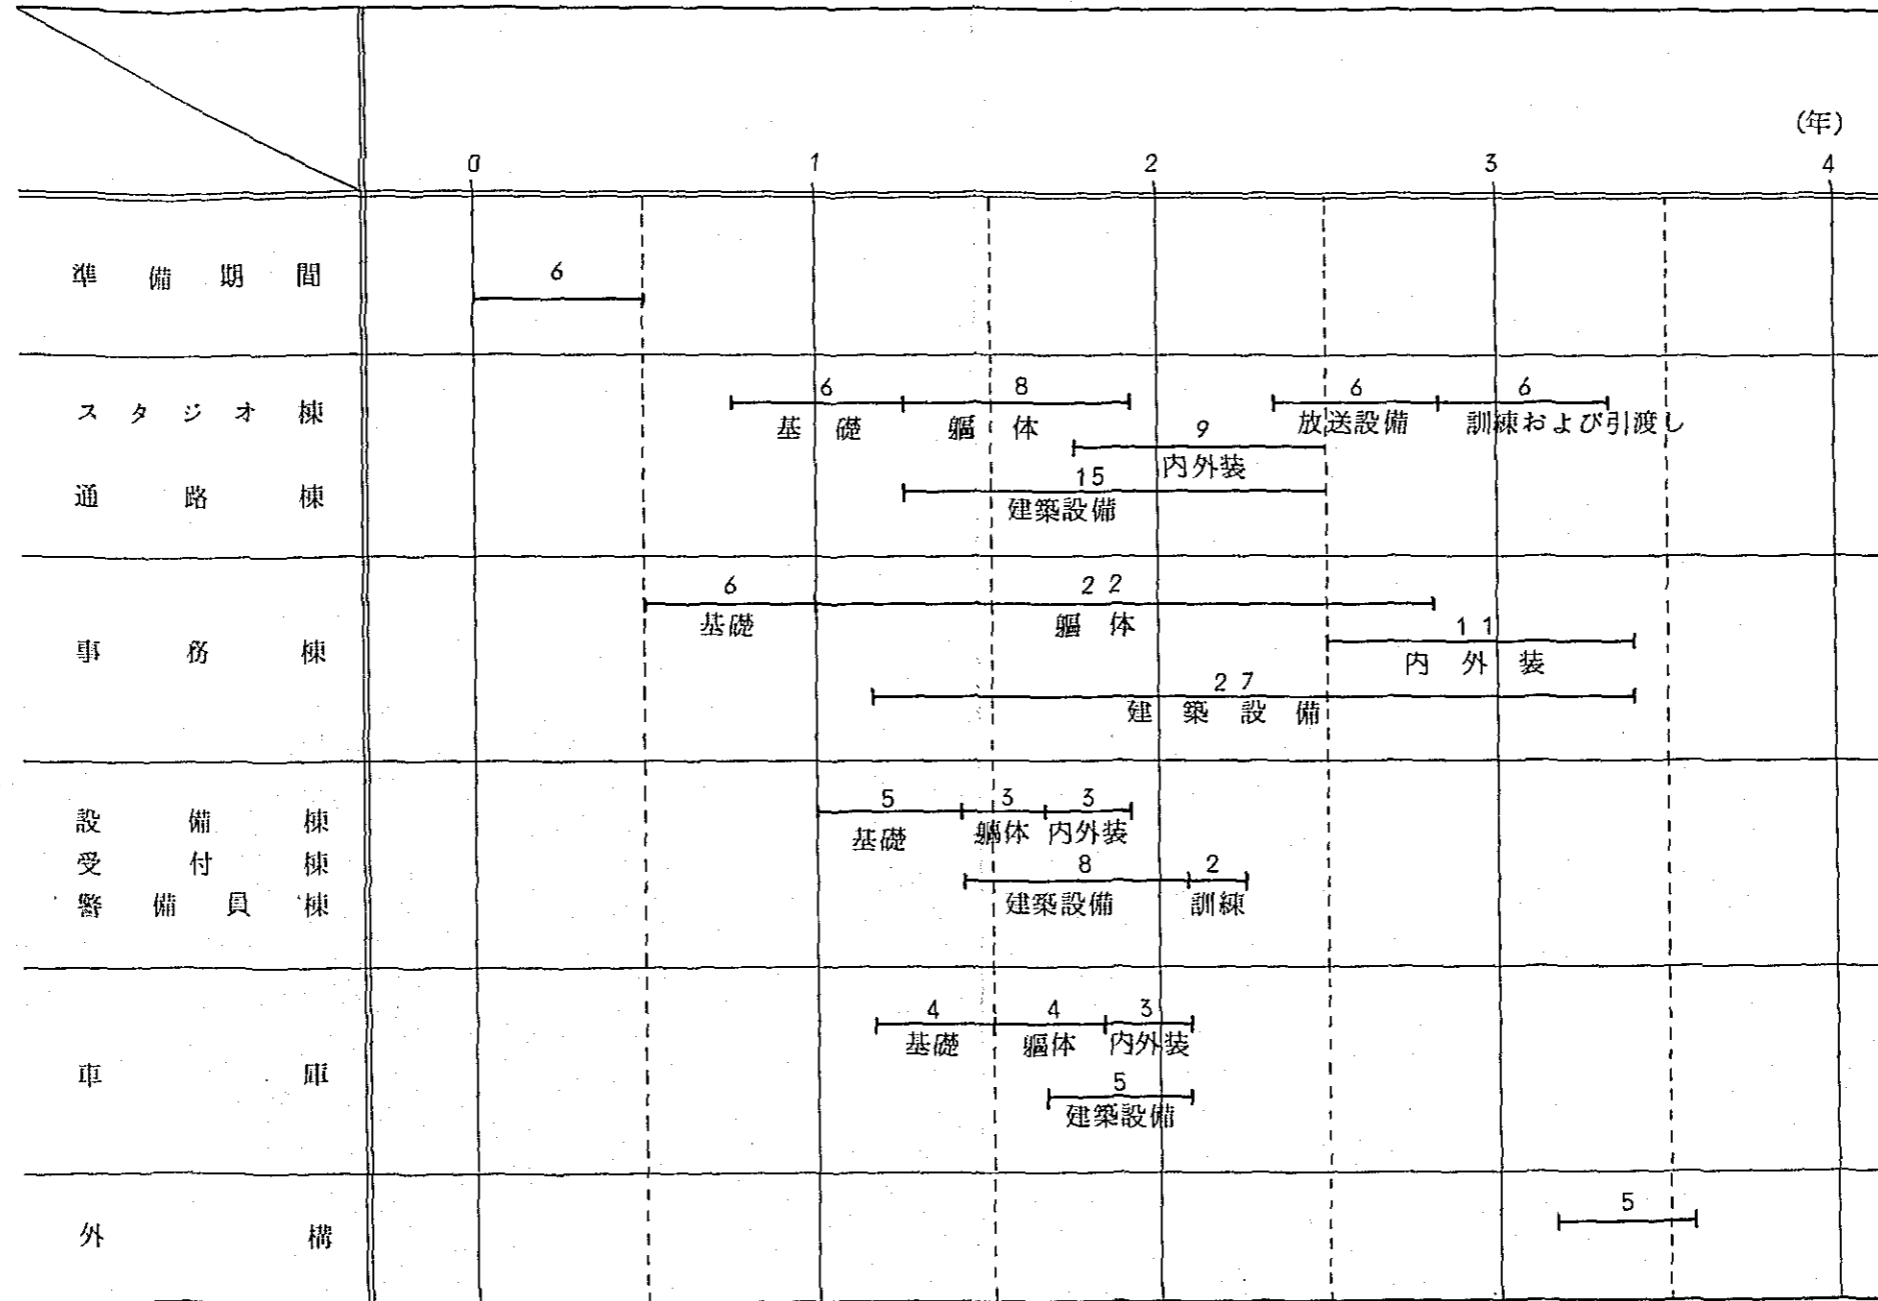 (年)
0 1 2 3 4
準備期間
6
スタジオ棟
6 8 6 6
基礎 軀体 放送設備 訓練および引渡し
9
内外装
通路棟
15
建築設備
事務棟
6 22
基礎 軀体
11
内外装
27
建築設備
設備棟
5 3 3
基礎 軀体 内外装
受付棟
8 2
警備員棟
建築設備 訓練
車庫
4 4 3
基礎 軀体 内外装
5
建築設備
外構
5